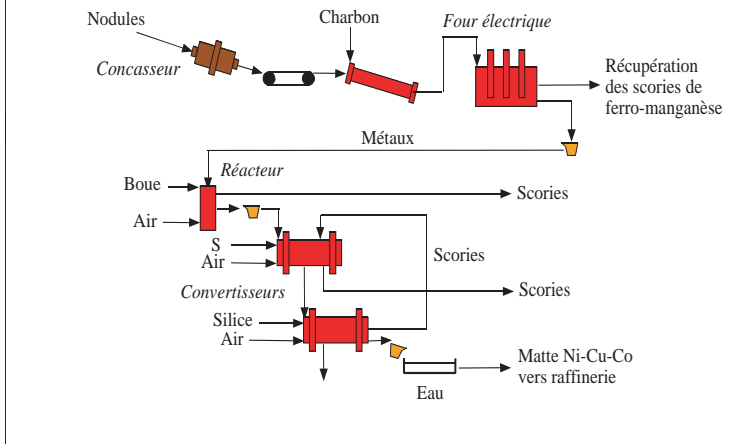 Nodules
Charbon
Four électrique
Concasseur
Récupération
des scories de
ferro-manganèse
Métaux
Réacteur
Boue
Scories
Air
S
Air
Scories
Convertisseurs
Scories
Silice
Air
Matte Ni-Cu-Co
vers raffinerie
Eau